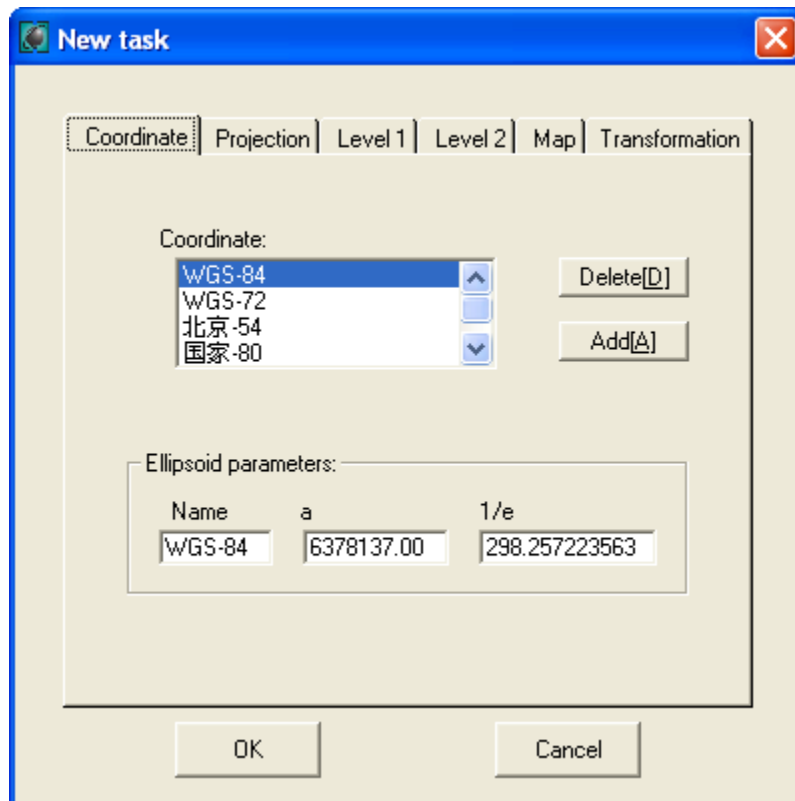 New task
Coordinate Projection Level 1 Level 2 Map Transformation
Coordinate:
WGS-84
WGS-72
北京-54
国家-80
Delete[D]
Add[A]
Ellipsoid parameters:
Name a 1/e
WGS-84 6378137.00 298.257223563
OK Cancel